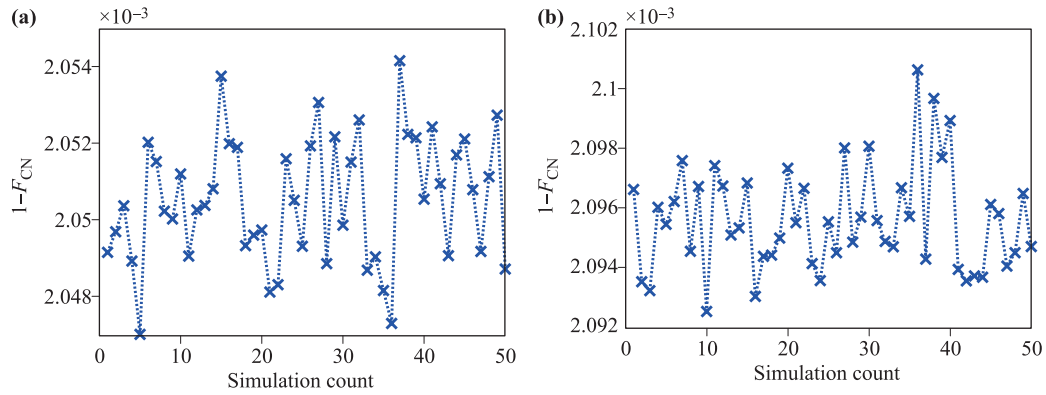 (a)
×10⁻³
2.054
2.052
2.05
2.048
1−F_CN
0 10 20 30 40 50
Simulation count
(b)
×10⁻³
2.102
2.1
2.098
2.096
2.094
2.092
1−F_CN
0 10 20 30 40 50
Simulation count